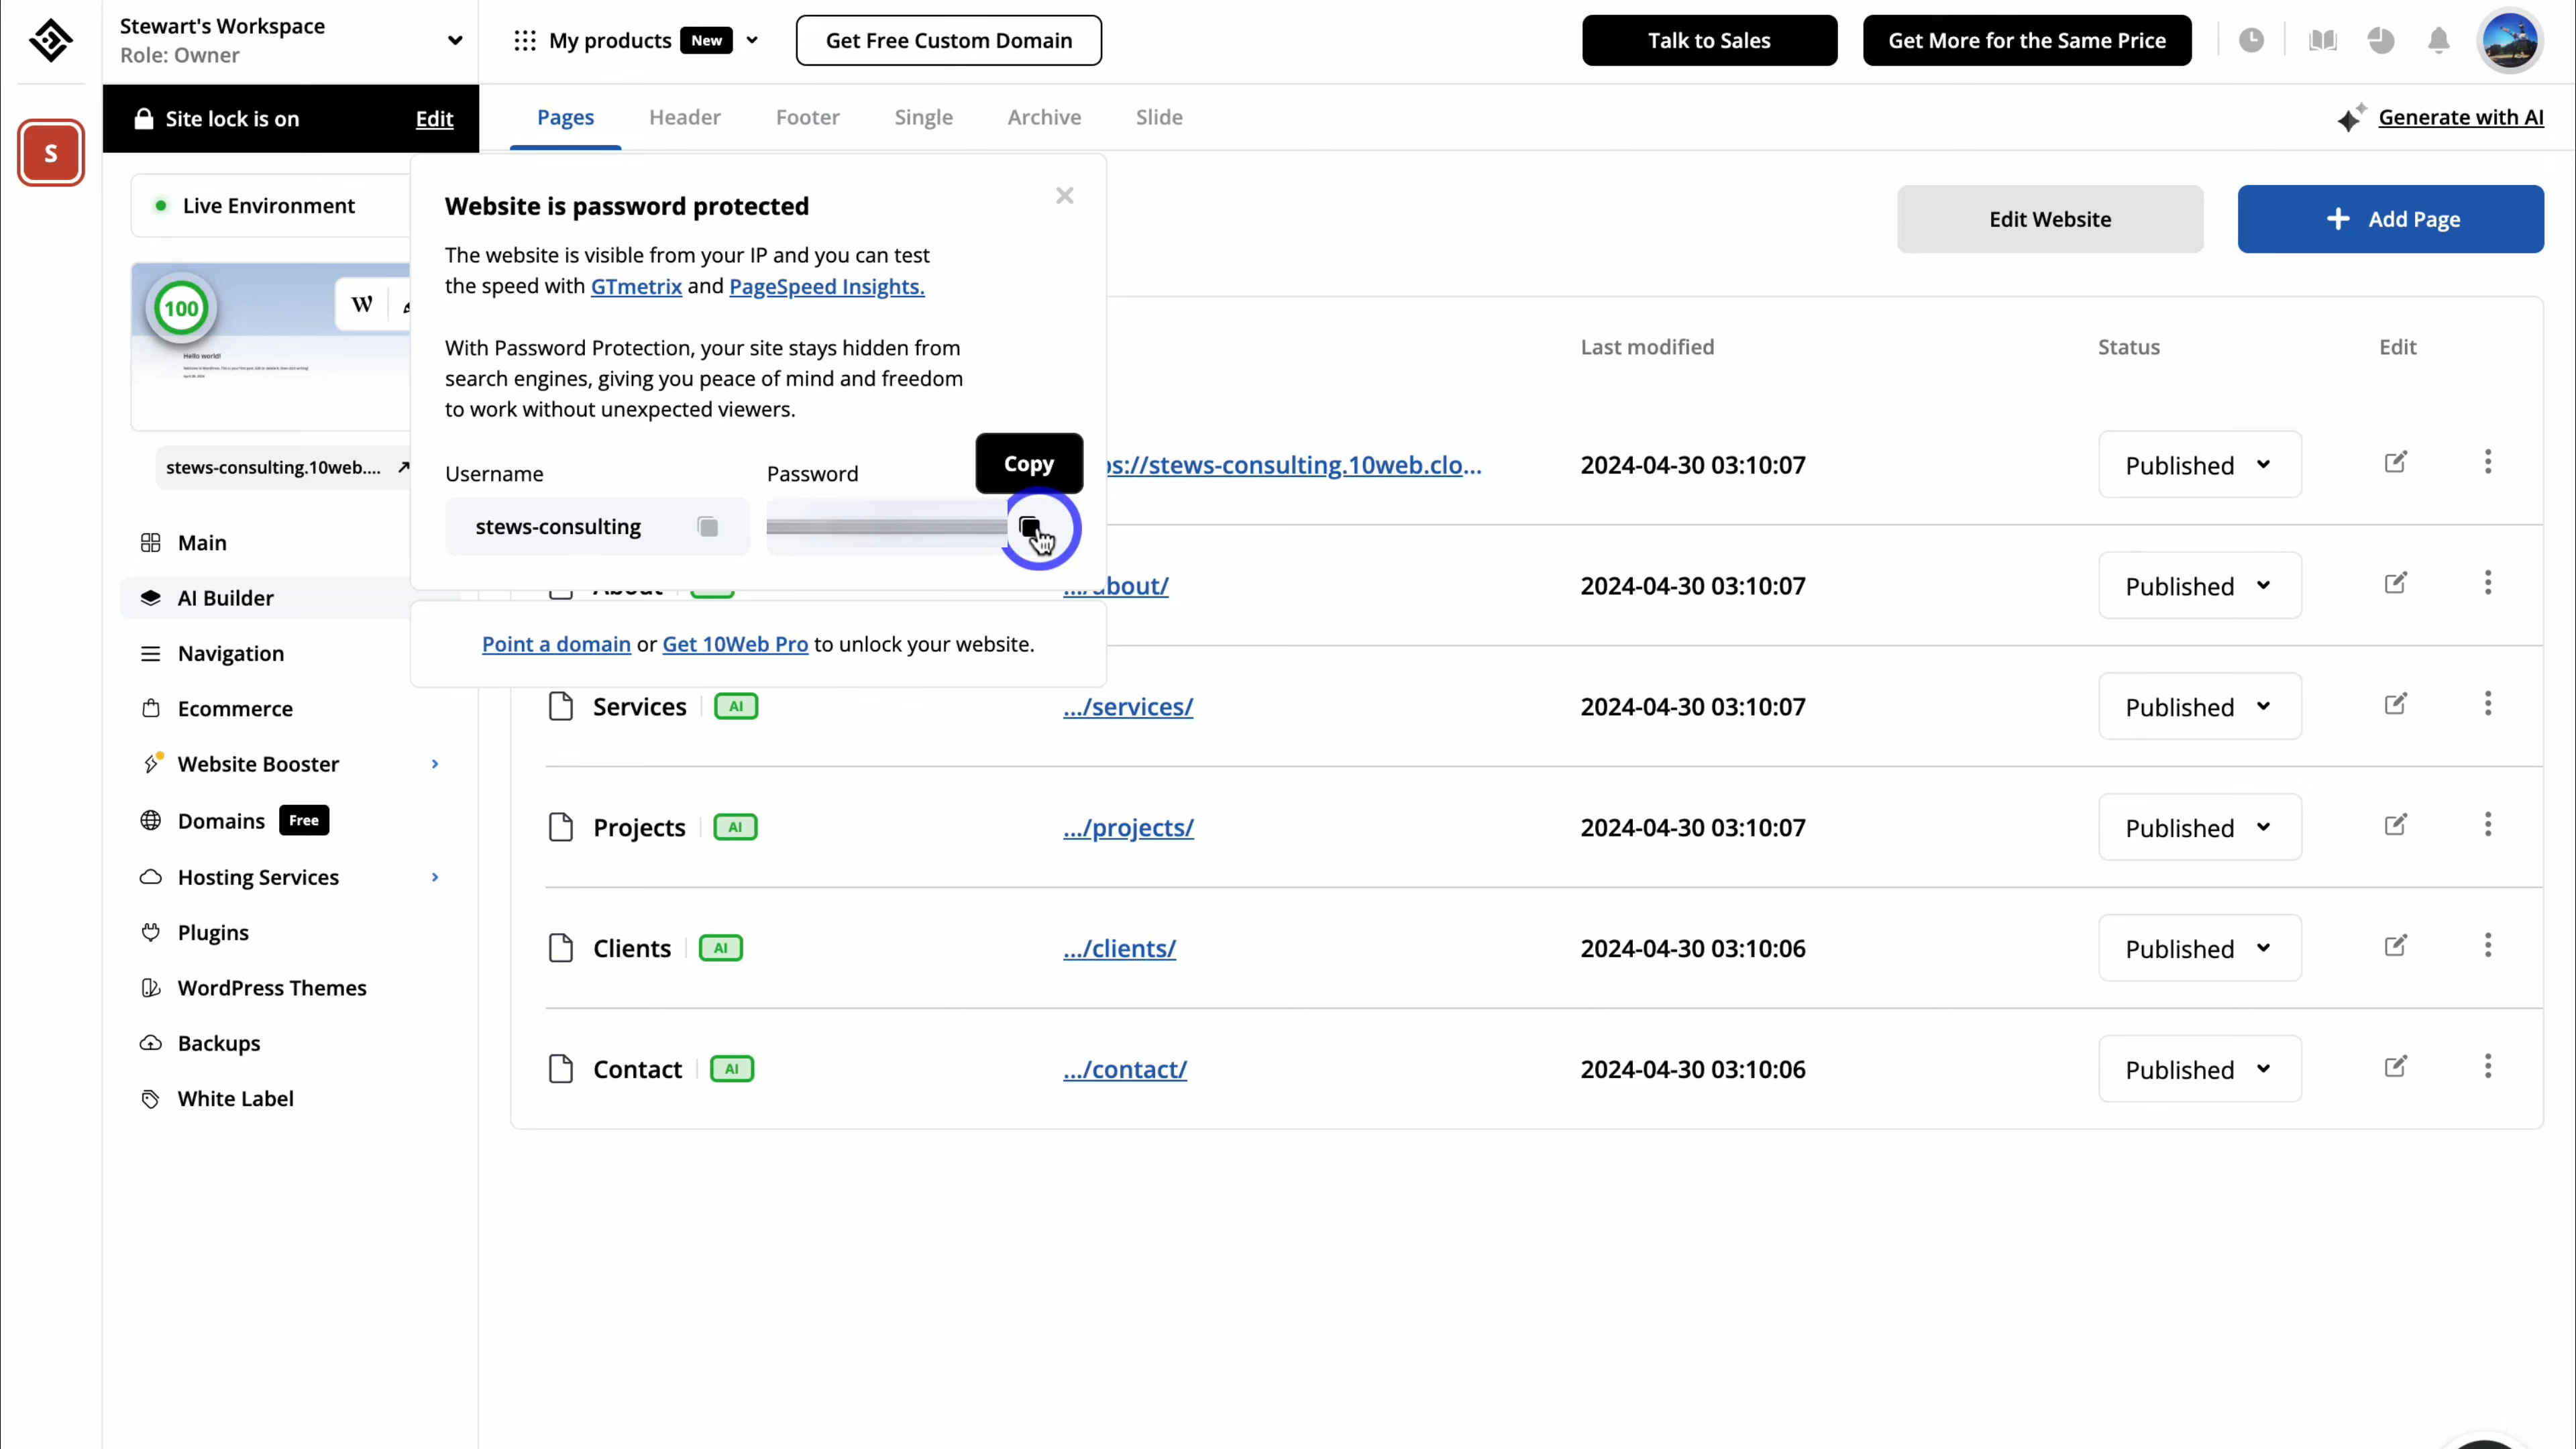 Stewart's Workspace
Role: Owner
My products New
Get Free Custom Domain
Talk to Sales
Get More for the Same Price
S
Site lock is on
Edit
Pages
Header
Footer
Single
Archive
Slide
Generate with AI
Live Environment
100
W
Hello world!
stews-consulting.10web....
Main
AI Builder
Navigation
Ecommerce
Website Booster
Domains Free
Hosting Services
Plugins
WordPress Themes
Backups
White Label
Website is password protected
The website is visible from your IP and you can test
the speed with GTmetrix and PageSpeed Insights.
With Password Protection, your site stays hidden from
search engines, giving you peace of mind and freedom
to work without unexpected viewers.
Username
Password
Copy
stews-consulting
Point a domain or Get 10Web Pro to unlock your website.
Edit Website
Add Page
Last modified
Status
Edit
ps://stews-consulting.10web.clo...
2024-04-30 03:10:07
Published
About
.../about/
2024-04-30 03:10:07
Published
Services AI
.../services/
2024-04-30 03:10:07
Published
Projects AI
.../projects/
2024-04-30 03:10:07
Published
Clients AI
.../clients/
2024-04-30 03:10:06
Published
Contact AI
.../contact/
2024-04-30 03:10:06
Published